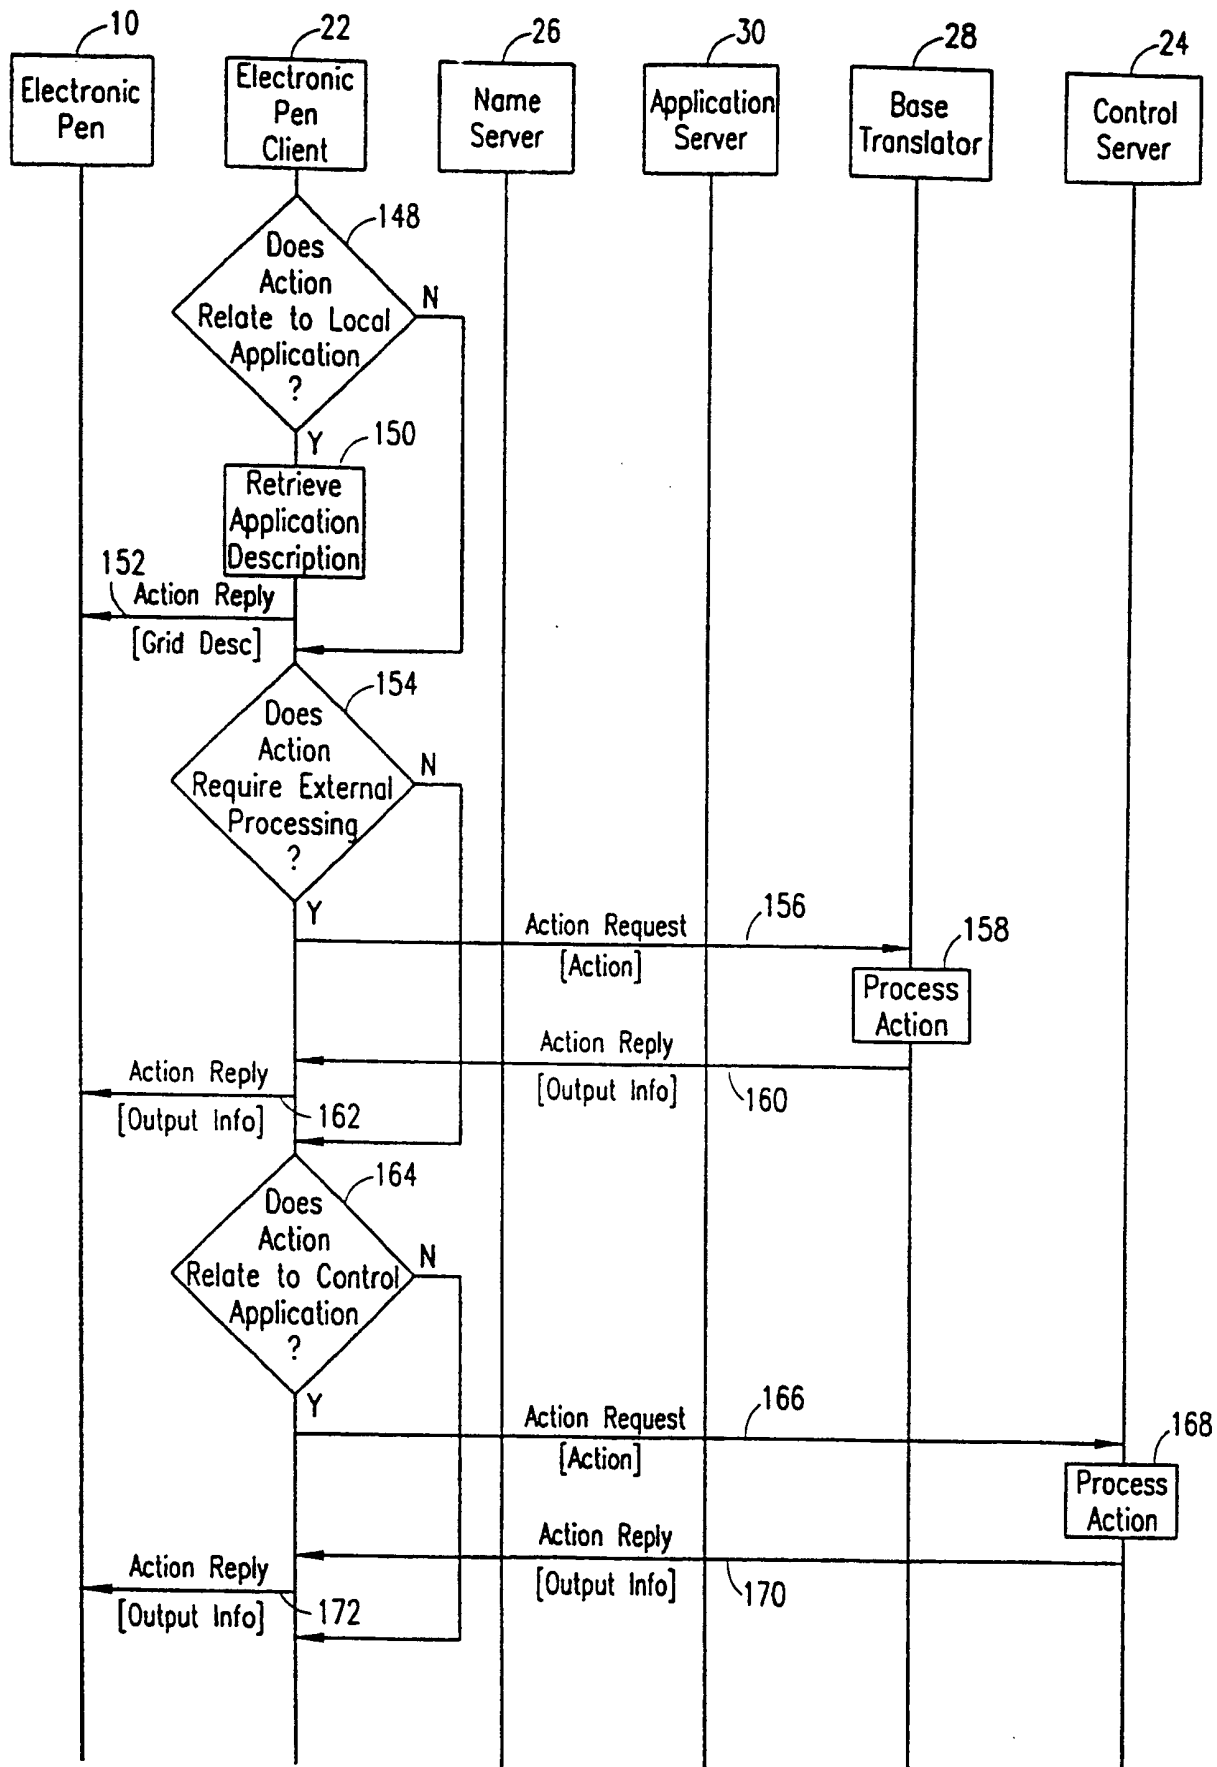 10
22
26
30
28
24
Electronic
Pen
Electronic
Pen
Client
Name
Server
Application
Server
Base
Translator
Control
Server
148
Does
Action
Relate to Local
Application
?
N
Y
150
Retrieve
Application
Description
152
Action Reply
[Grid Desc]
154
Does
Action
Require External
Processing
?
N
Y
Action Request
[Action]
156
158
Process
Action
Action Reply
[Output Info]
160
Action Reply
[Output Info]
162
164
Does
Action
Relate to Control
Application
?
N
Y
Action Request
[Action]
166
168
Process
Action
Action Reply
[Output Info]
170
Action Reply
[Output Info]
172